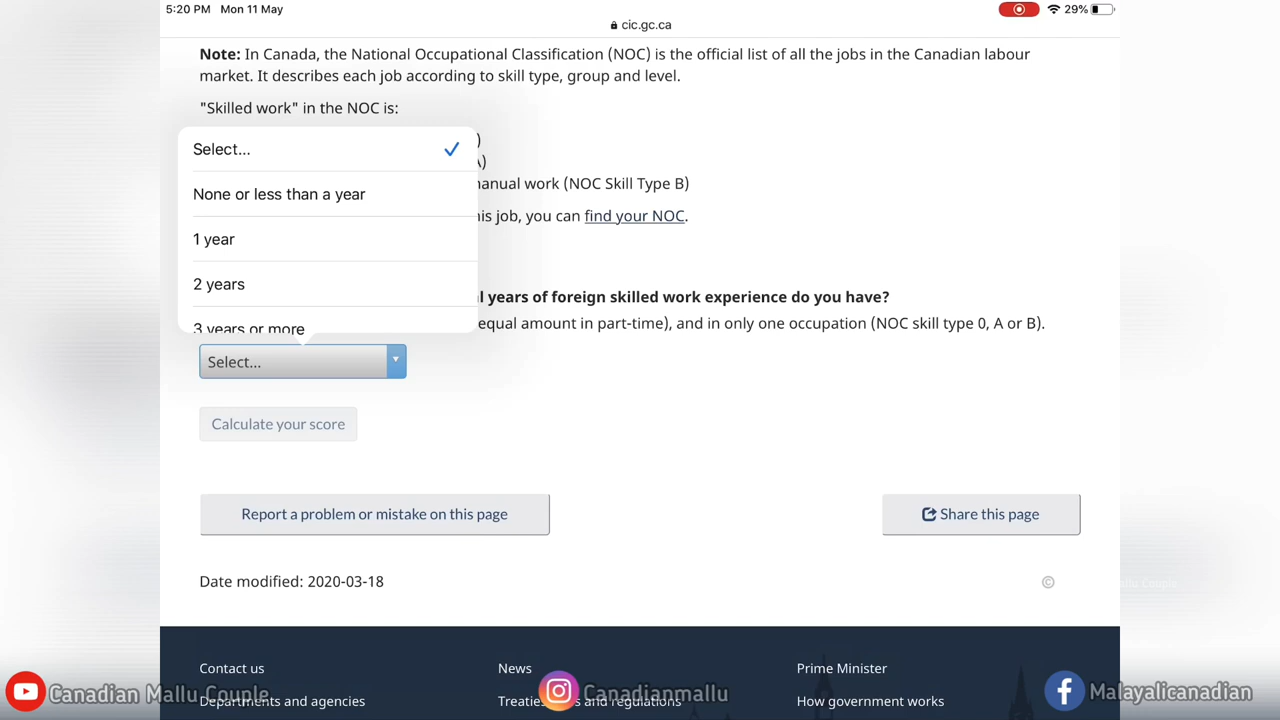 5:20 PM Mon 11 May
29%
cic.gc.ca
Note: In Canada, the National Occupational Classification (NOC) is the official list of all the jobs in the Canadian labour
market. It describes each job according to skill type, group and level.
"Skilled work" in the NOC is:
)
A)
manual work (NOC Skill Type B)
his job, you can find your NOC.
Select...
None or less than a year
1 year
2 years
3 years or more
l years of foreign skilled work experience do you have?
equal amount in part-time), and in only one occupation (NOC skill type 0, A or B).
Select...
Calculate your score
Report a problem or mistake on this page
Share this page
Date modified: 2020-03-18
©
Contact us
News
Prime Minister
Departments and agencies
Treaties and regulations
How government works
Canadian Mallu Couple
Canadianmallu
Malayalicanadian